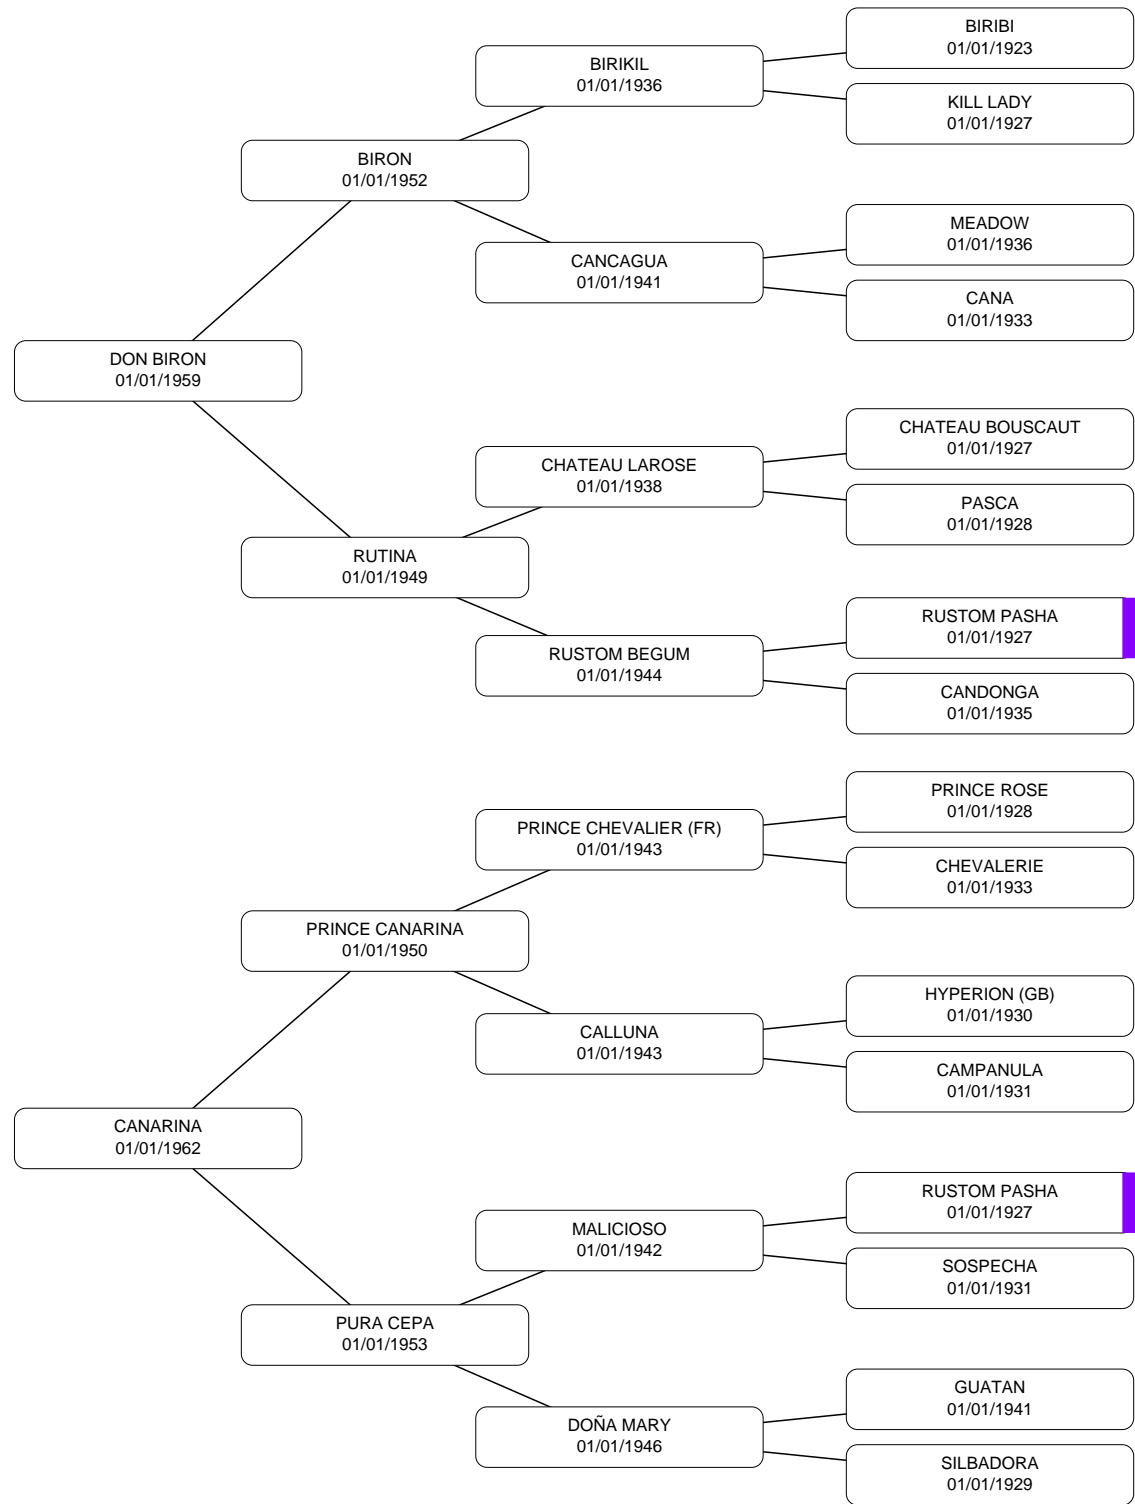 BIRIBI
01/01/1923
BIRIKIL
01/01/1936
KILL LADY
01/01/1927
BIRON
01/01/1952
MEADOW
01/01/1936
CANCAGUA
01/01/1941
CANA
01/01/1933
DON BIRON
01/01/1959
CHATEAU BOUSCAUT
01/01/1927
CHATEAU LAROSE
01/01/1938
PASCA
01/01/1928
RUTINA
01/01/1949
RUSTOM PASHA
01/01/1927
RUSTOM BEGUM
01/01/1944
CANDONGA
01/01/1935
PRINCE ROSE
01/01/1928
PRINCE CHEVALIER (FR)
01/01/1943
CHEVALERIE
01/01/1933
PRINCE CANARINA
01/01/1950
HYPERION (GB)
01/01/1930
CALLUNA
01/01/1943
CAMPANULA
01/01/1931
CANARINA
01/01/1962
RUSTOM PASHA
01/01/1927
MALICIOSO
01/01/1942
SOSPECHA
01/01/1931
PURA CEPA
01/01/1953
GUATAN
01/01/1941
DOÑA MARY
01/01/1946
SILBADORA
01/01/1929